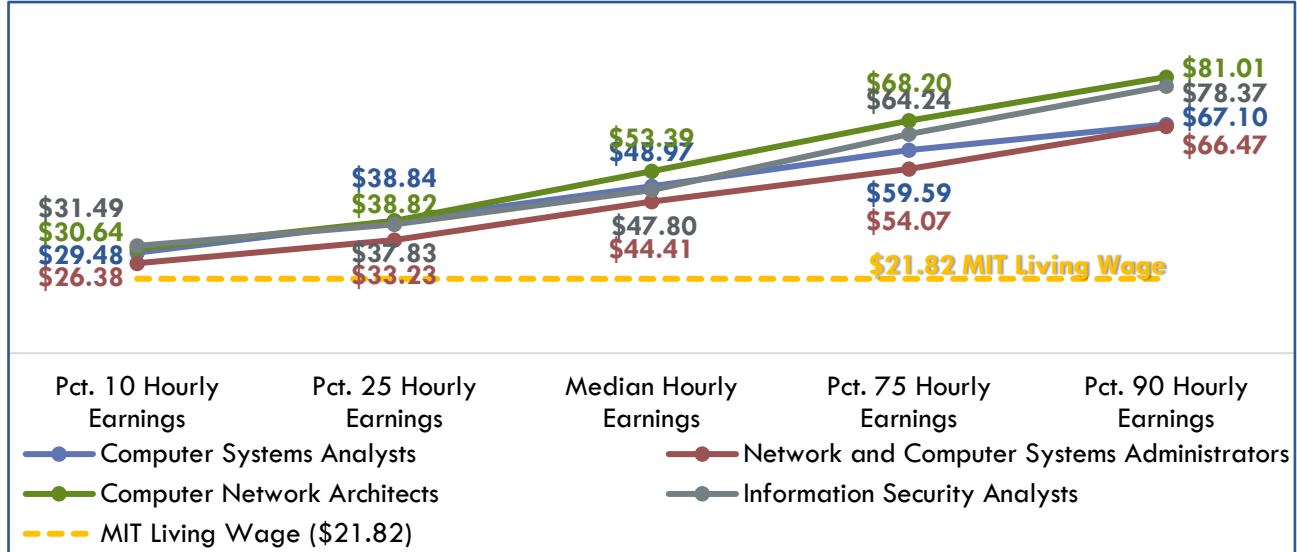 $81.01
$68.20
$78.37
$64.24
$67.10
$53.39
$66.47
$48.97
$38.84
$59.59
$31.49
$38.82
$54.07
$30.64
$47.80
$29.48
$37.83
$44.41
$26.38
$33.23
$21.82 MIT Living Wage
Pct. 10 Hourly
Earnings
Pct. 25 Hourly
Earnings
Median Hourly
Earnings
Pct. 75 Hourly
Earnings
Pct. 90 Hourly
Earnings
Computer Systems Analysts
Network and Computer Systems Administrators
Computer Network Architects
Information Security Analysts
MIT Living Wage ($21.82)